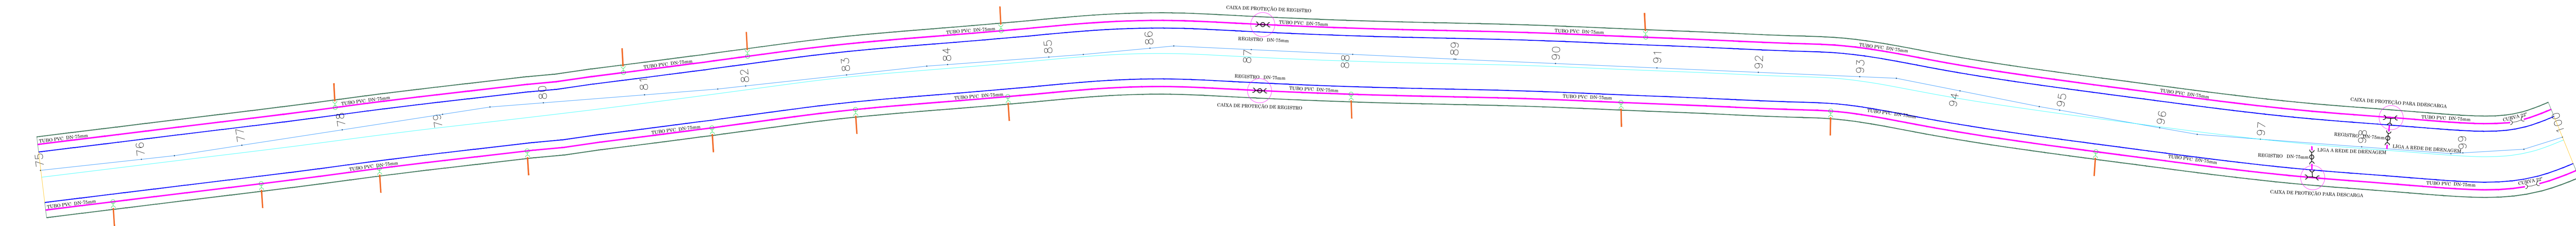 CAIXA DE PROTEÇÃO DE REGISTRO
TUBO PVC DN-75mm
TUBO PVC DN-75mm
TUBO PVC DN-75mm
REGISTRO DN-75mm
TUBO PVC DN-75mm
TUBO PVC DN-75mm
TUBO PVC DN-75mm
TUBO PVC DN-75mm
TUBO PVC DN-75mm
CAIXA DE PROTEÇÃO PARA DDESCARGA
TUBO PVC DN-75mm
75
76
77
78
79
80
82
83
84
85
86
87
88
89
90
91
92
93
94
95
96
97
98
99
100
REGISTRO DN-75mm
LIGA A REDE DE DRENAGEM
REGISTRO DN-75mm
LIGA A REDE DE DRENAGEM
REGISTRO DN-75mm
TUBO PVC DN-75mm
CAIXA DE PROTEÇÃO DE REGISTRO
TUBO PVC DN-75mm
TUBO PVC DN-75mm
TUBO PVC DN-75mm
TUBO PVC DN-75mm
TUBO PVC DN-75mm
TUBO PVC DN-75mm
TUBO PVC DN-75mm
TUBO PVC DN-75mm
CAIXA DE PROTEÇÃO PARA DESCARGA